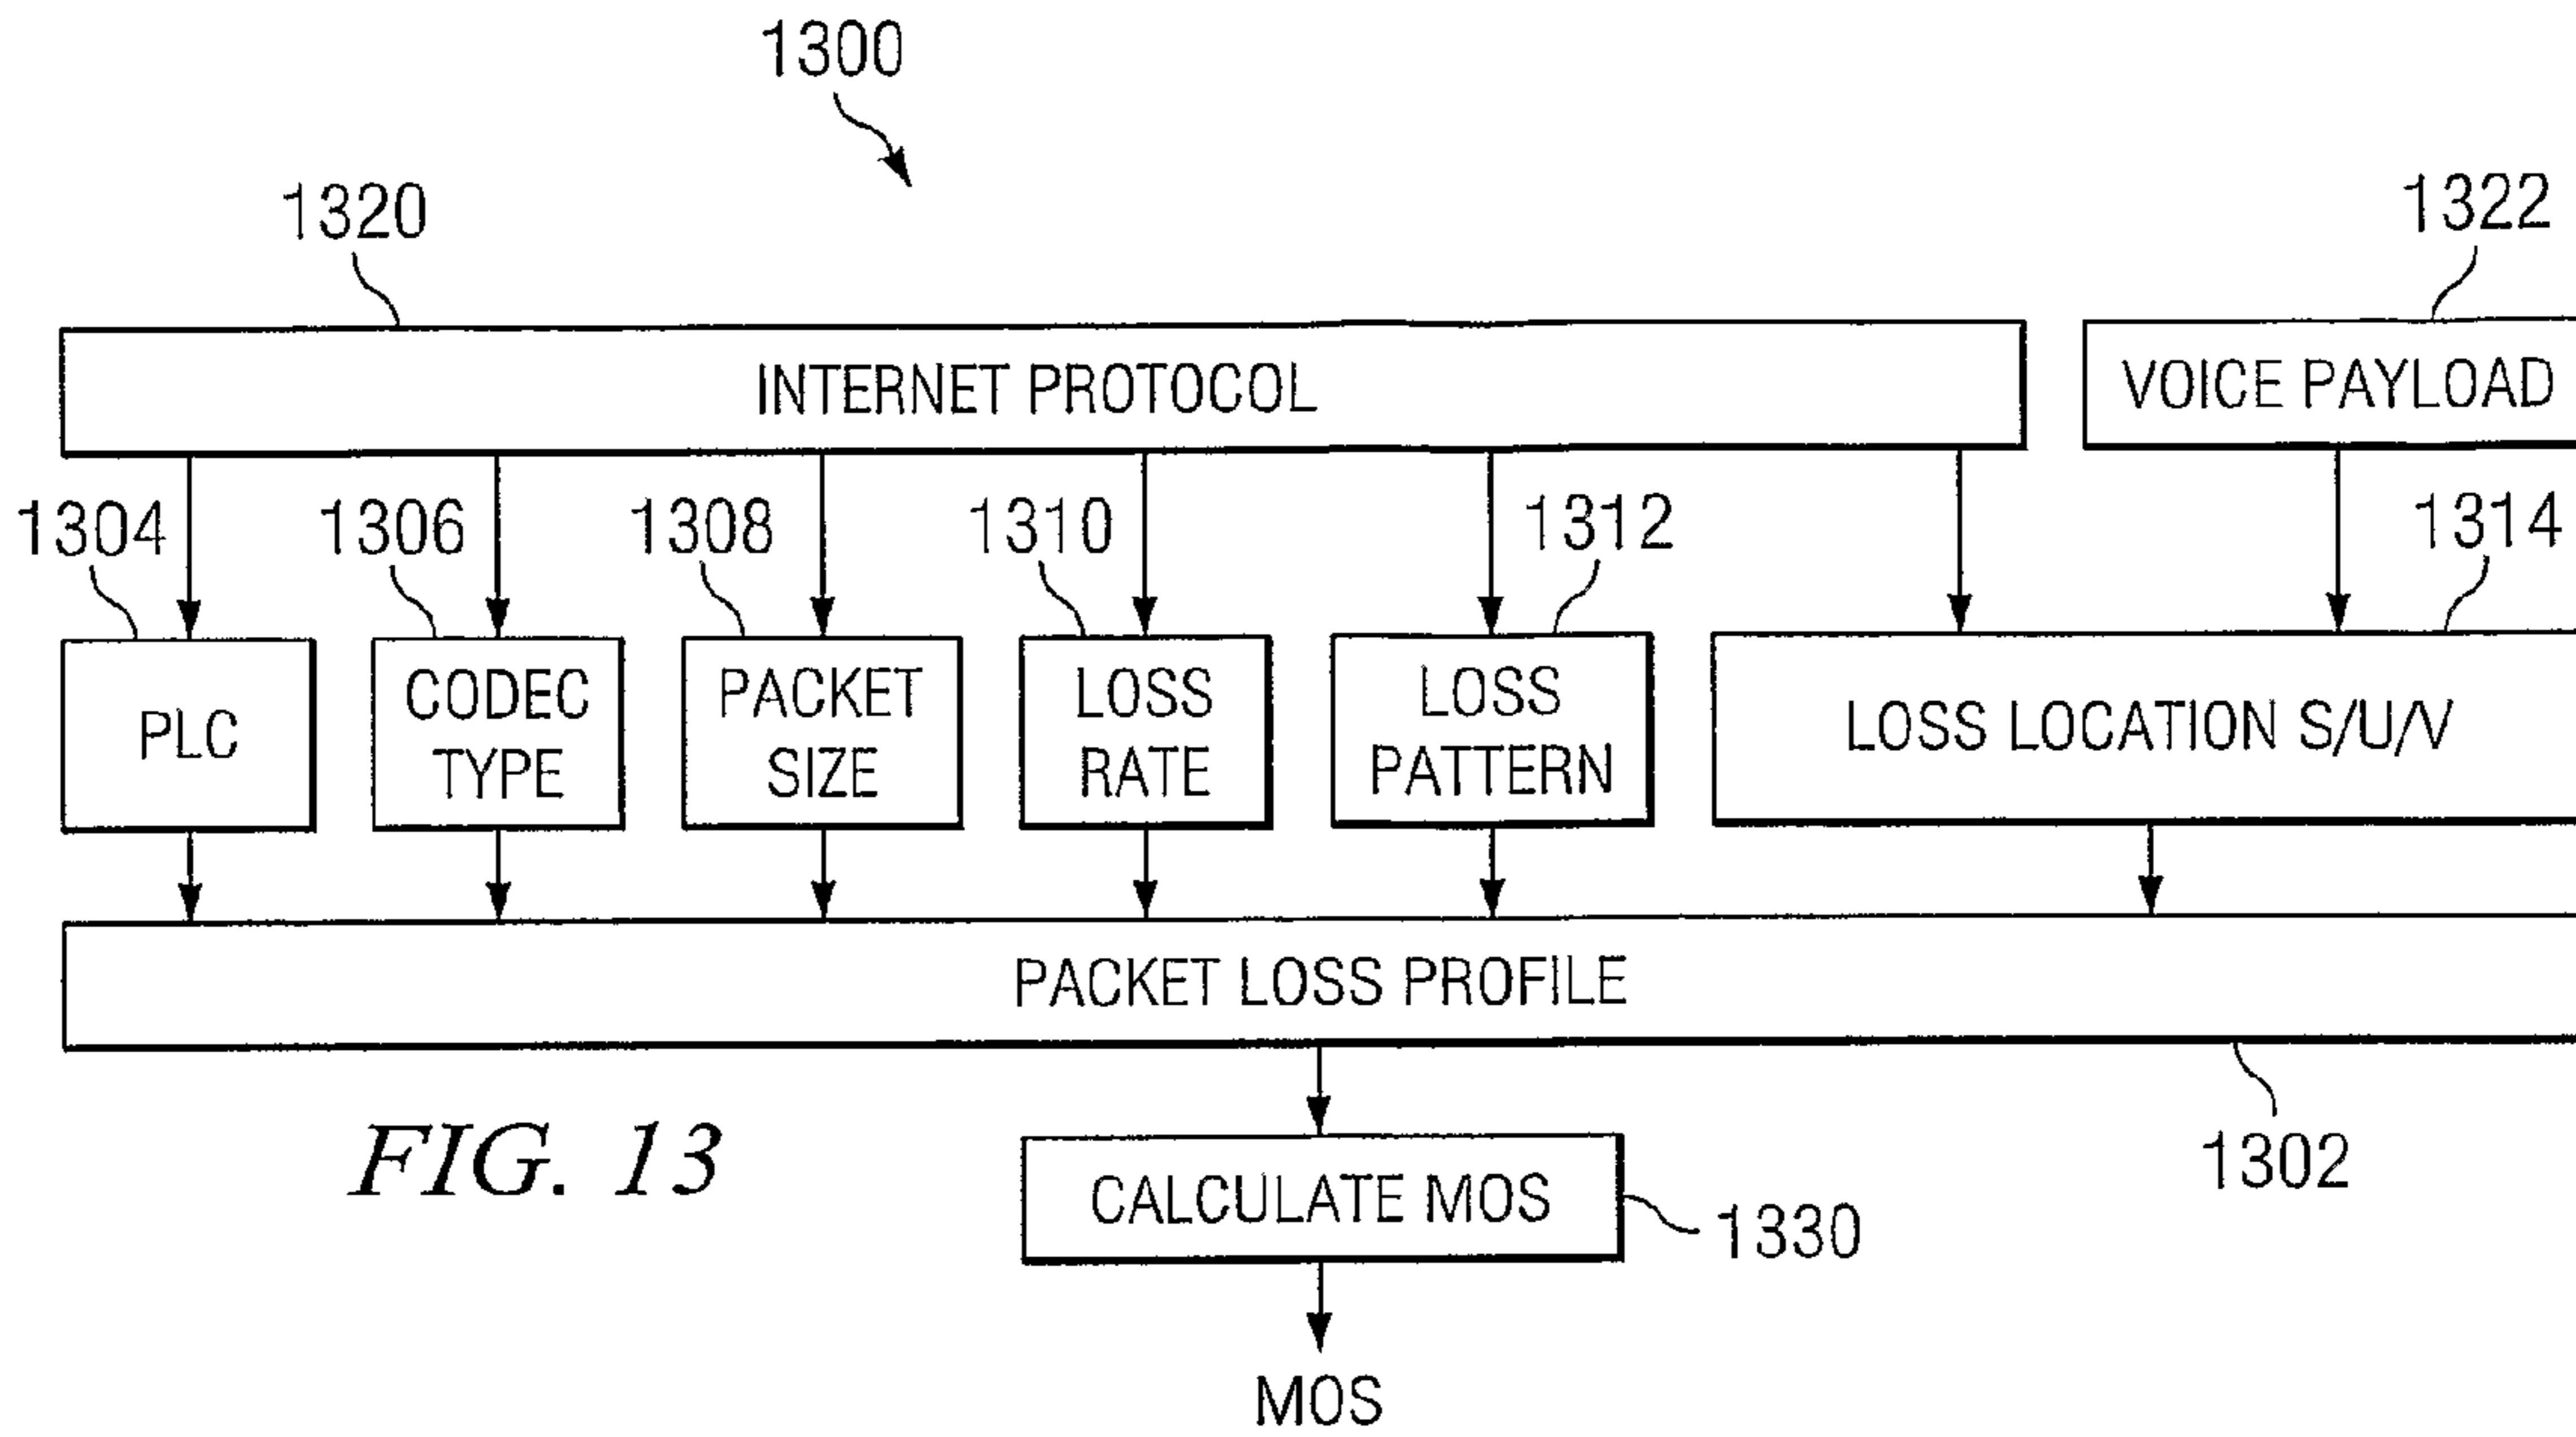 1300
1320
1322
INTERNET PROTOCOL
VOICE PAYLOAD
1304
1306
1308
1310
1312
1314
PLC
CODEC
TYPE
PACKET
SIZE
LOSS
RATE
LOSS
PATTERN
LOSS LOCATION S/U/V
PACKET LOSS PROFILE
1302
FIG. 13
CALCULATE MOS
1330
MOS